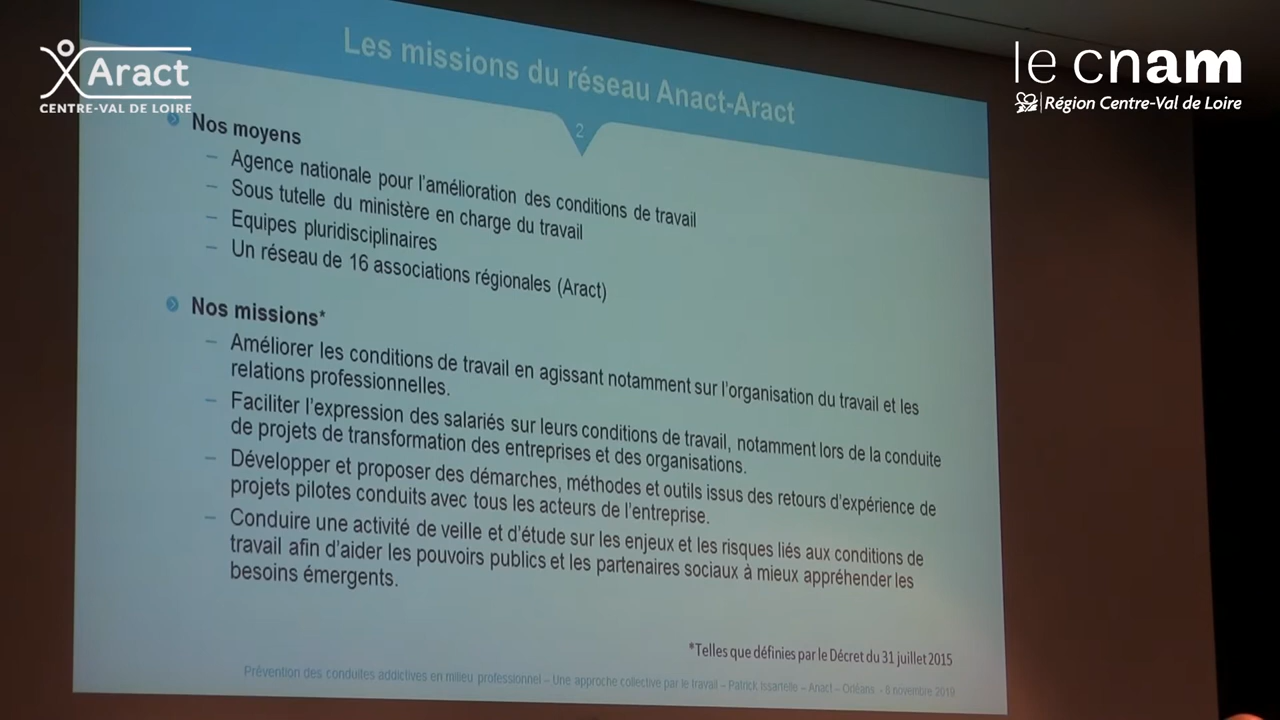 Aract
CENTRE-VAL DE LOIRE
le cnam
Région Centre-Val de Loire
Les missions du réseau Anact-Aract
2
Nos moyens
– Agence nationale pour l'amélioration des conditions de travail
– Sous tutelle du ministère en charge du travail
– Equipes pluridisciplinaires
– Un réseau de 16 associations régionales (Aract)
Nos missions*
– Améliorer les conditions de travail en agissant notamment sur l'organisation du travail et les
relations professionnelles.
– Faciliter l'expression des salariés sur leurs conditions de travail, notamment lors de la conduite
de projets de transformation des entreprises et des organisations.
– Développer et proposer des démarches, méthodes et outils issus des retours d'expérience de
projets pilotes conduits avec tous les acteurs de l'entreprise.
– Conduire une activité de veille et d'étude sur les enjeux et les risques liés aux conditions de
travail afin d'aider les pouvoirs publics et les partenaires sociaux à mieux appréhender les
besoins émergents.
*Telles que définies par le Décret du 31 juillet 2015
Prévention des conduites addictives en milieu professionnel – Une approche collective par le travail – Patrick Issartelle – Anact – Orléans - 8 novembre 2019